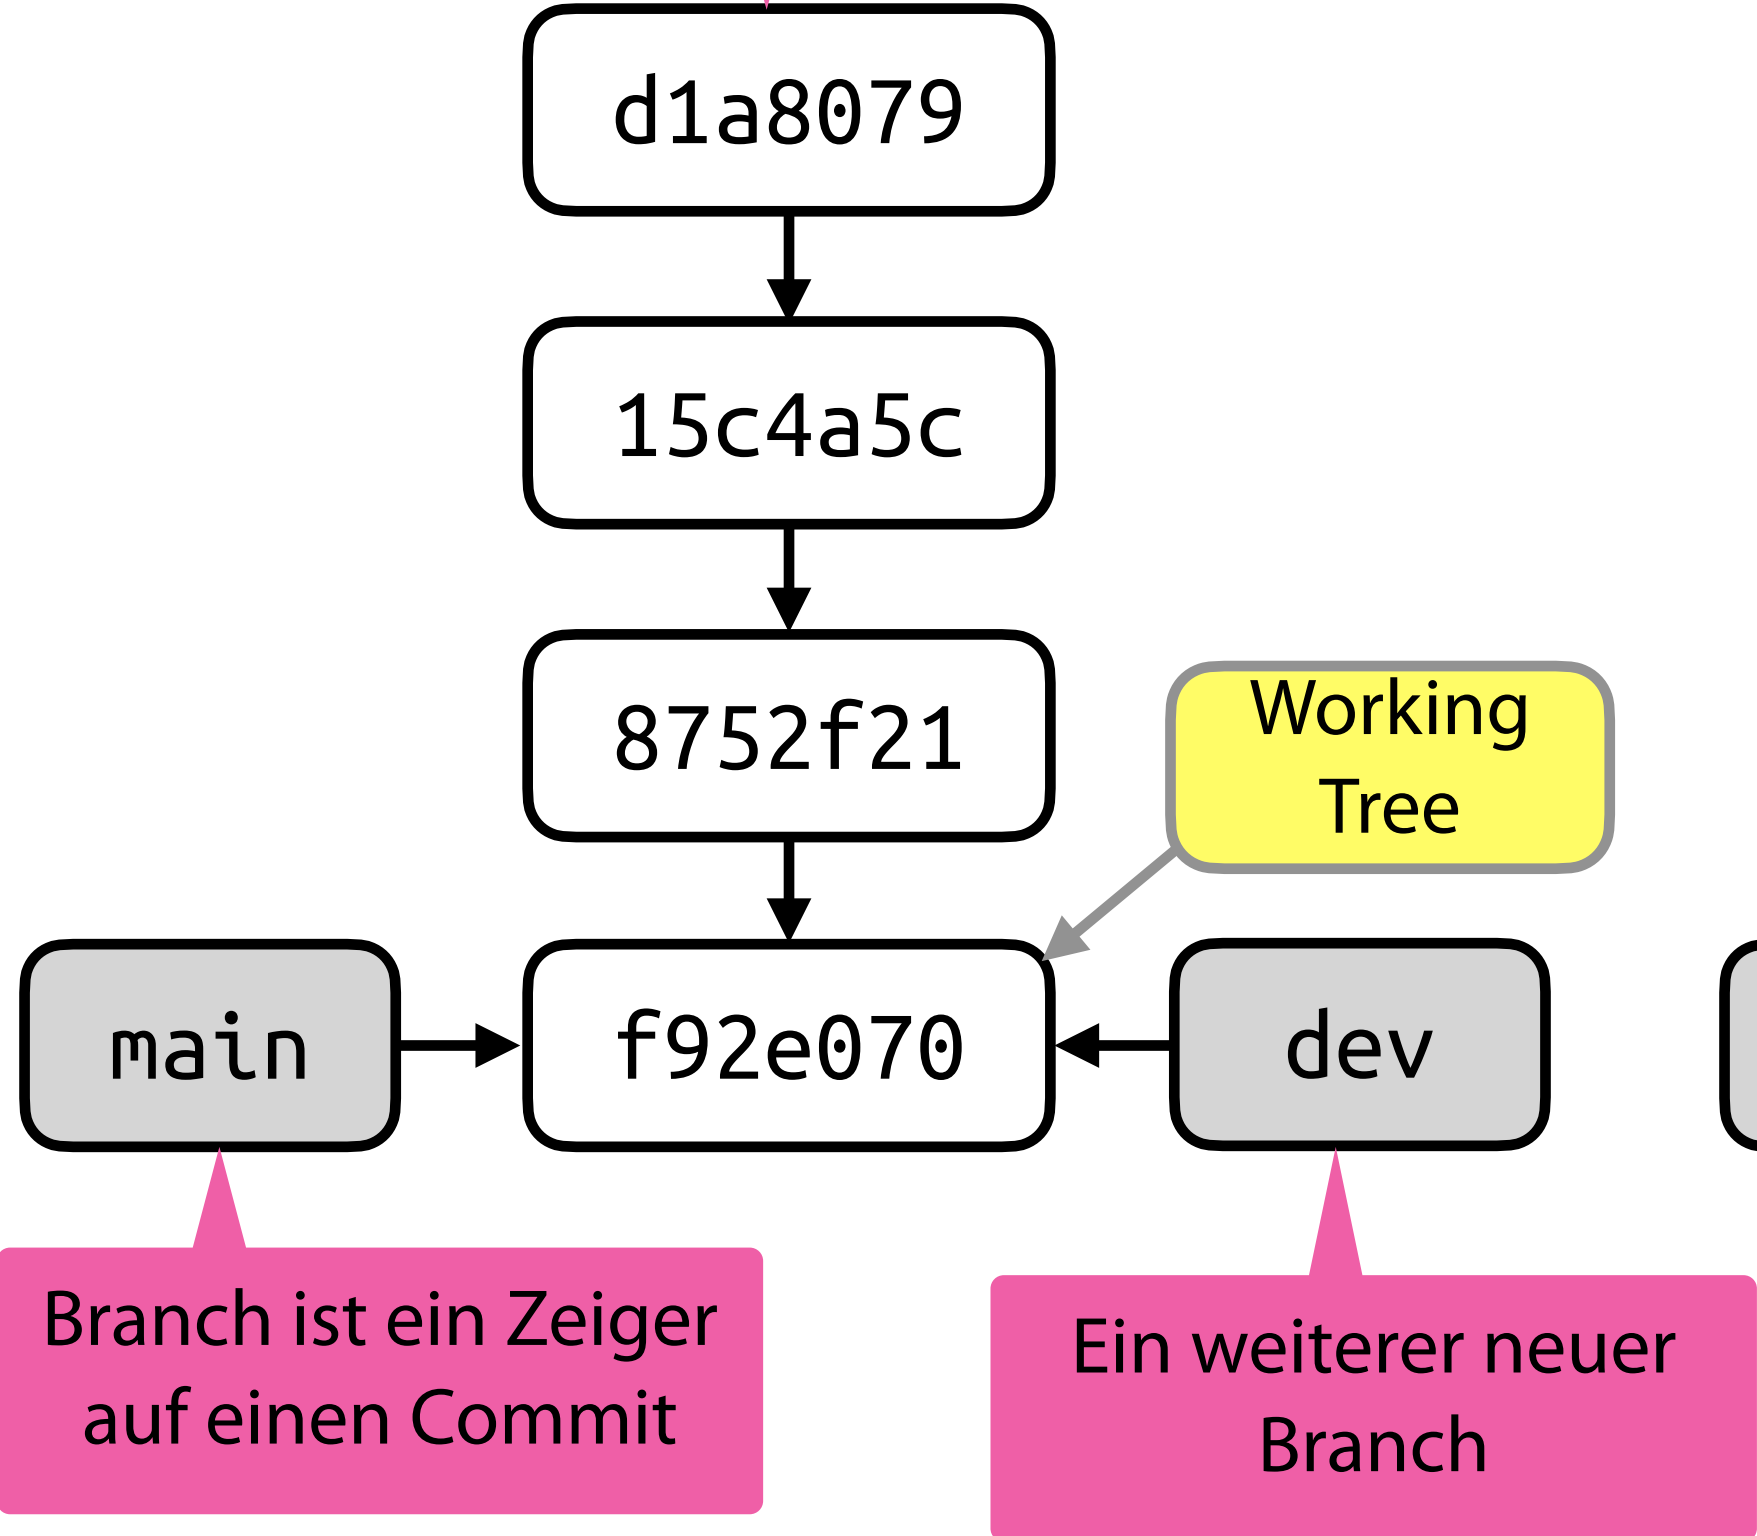 d1a8079
15c4a5c
8752f21
Working
Tree
main
f92e070
dev
Branch ist ein Zeiger
auf einen Commit
Ein weiterer neuer
Branch